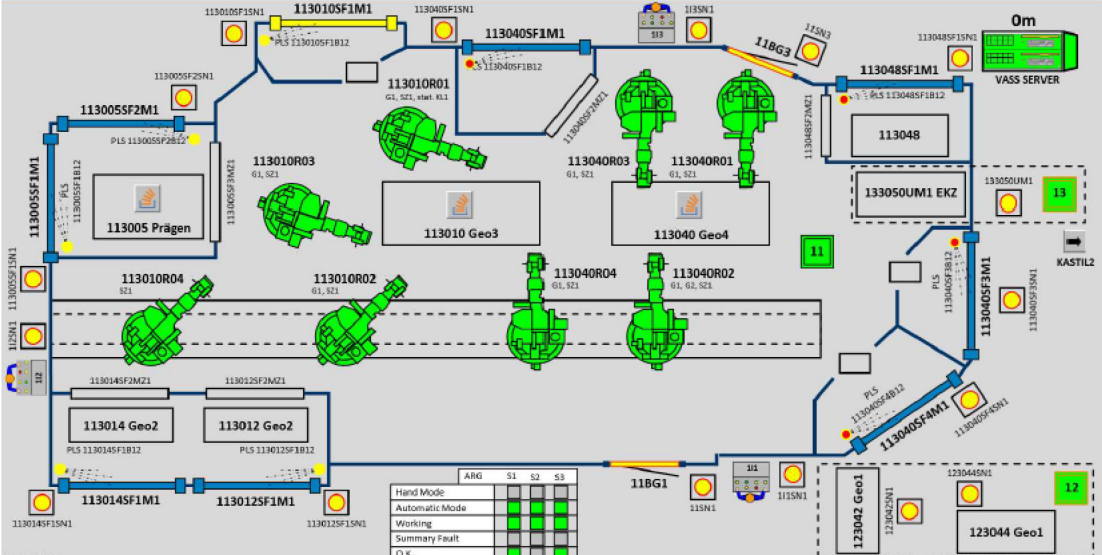 113010SF1M1
113010SF1SN1
PLS 113010SF1B12
113040SF1SN1
113040SF1M1
LS 113040SF1B12
1I3
1I3SN1
11BG3
11SN3
0m
113048SF1SN1
VASS SERVER
113048SF1M1
PLS 113048SF1B12
113048SF2MZ1
113048
113005SF2SN1
113005SF2M1
PLS 113005SF2B12
113010R01
G1, SZ1, stat. KL1
113040SF2MZ1
113005SF1M1
PLS
113005SF1B12
113005SF3MZ1
113005 Prägen
113010R03
G1, SZ1
113010 Geo3
113040R03
G1, SZ1
113040R01
G1, SZ1
113040 Geo4
133050UM1 EKZ
133050UM1
13
KASTIL2
11
113005SF1SN1
1I2SN1
1I2
113010R04
SZ1
113010R02
G1, SZ1
113040R04
G1, SZ1
113040R02
G1, G2, SZ1
PLS
113040SF3B12
113040SF3M1
113040SF3SN1
113014SF2MZ1
113012SF2MZ1
113014 Geo2
113012 Geo2
PLS 113014SF1B12
PLS 113012SF1B12
113014SF1M1
113012SF1M1
113014SF1SN1
113012SF1SN1
PLS
113040SF4B12
113040SF4M1
113040SF4SN1
11BG1
11SN1
1I1
1I1SN1
ARG S1 S2 S3
Hand Mode
Automatic Mode
Working
Summary Fault
O.K.
123042 Geo1
123042SN1
123044SN1
123044 Geo1
12